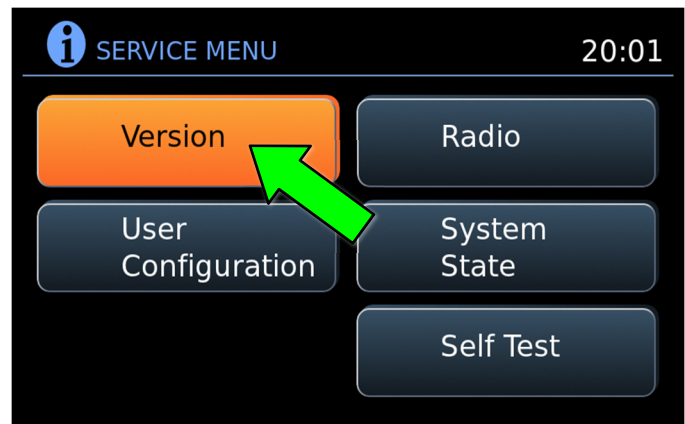 SERVICE MENU
20:01
Version
Radio
User
Configuration
System
State
Self Test